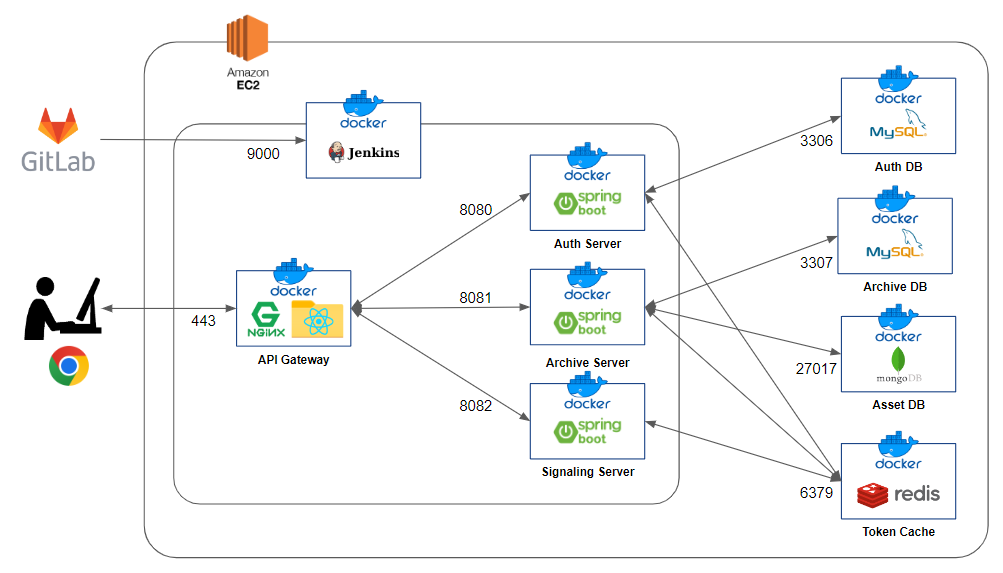 Amazon
EC2
GitLab
9000
docker
Jenkins
443
docker
NGiNX
API Gateway
8080
8081
8082
docker
spring
boot
Auth Server
docker
spring
boot
Archive Server
docker
spring
boot
Signaling Server
3306
docker
MySQL
Auth DB
3307
docker
MySQL
Archive DB
27017
docker
mongoDB
Asset DB
6379
docker
redis
Token Cache